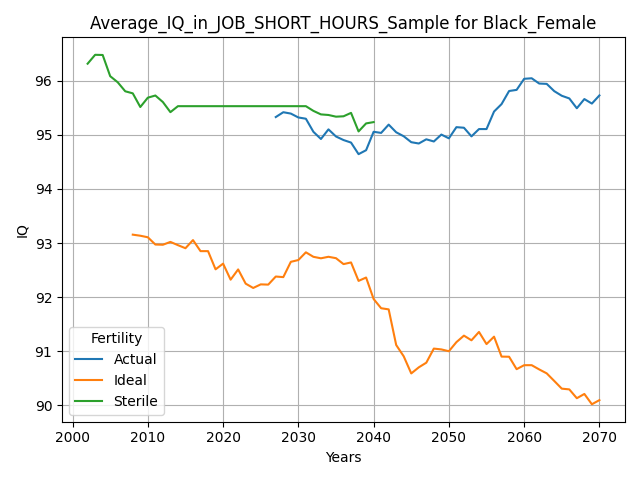 Average_IQ_in_JOB_SHORT_HOURS_Sample for Black_Female
IQ
96
95
94
93
92
91
90
Fertility
Actual
Ideal
Sterile
2000 2010 2020 2030 2040 2050 2060 2070
Years